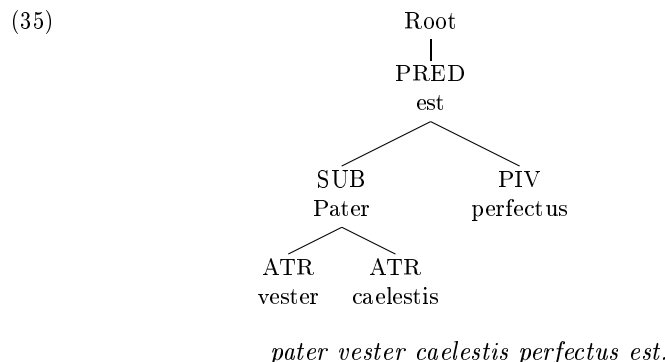 (35) Root
PRED
est
SUB PIV
Pater perfectus
ATR ATR
vester caelestis
pater vester caelestis perfectus est.